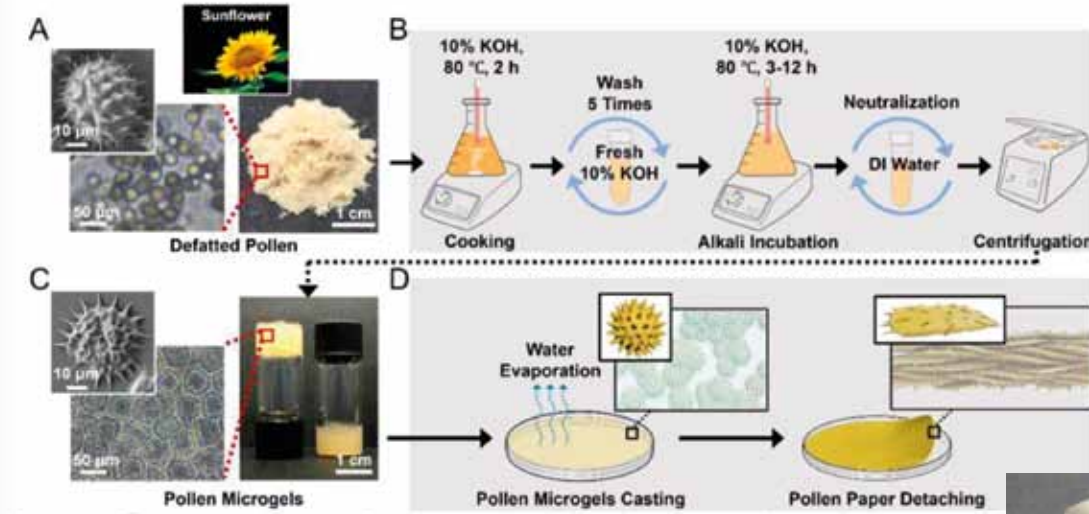 A
Sunflower
10 µm
50 µm
1 cm
Defatted Pollen
B
10% KOH,
80 ℃, 2 h
Cooking
Wash
5 Times
Fresh
10% KOH
10% KOH,
80 ℃, 3-12 h
Alkali Incubation
Neutralization
DI Water
Centrifugation
C
10 µm
50 µm
1 cm
Pollen Microgels
D
Water
Evaporation
Pollen Microgels Casting
Pollen Paper Detaching